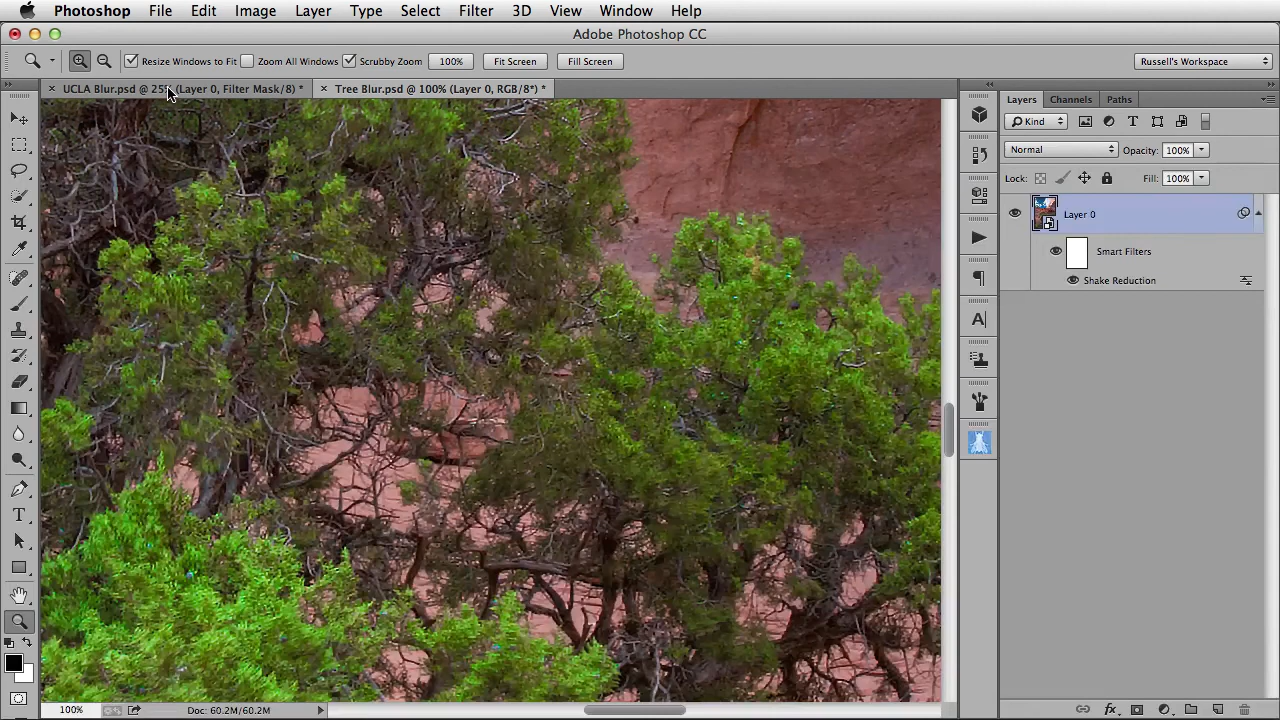 Photoshop File Edit Image Layer Type Select Filter 3D View Window Help
Adobe Photoshop CC
Resize Windows to Fit Zoom All Windows Scrubby Zoom 100% Fit Screen Fill Screen Russell's Workspace
UCLA Blur.psd @ 25% (Layer 0, Filter Mask/8) * Tree Blur.psd @ 100% (Layer 0, RGB/8*) *
Layers Channels Paths
Kind
Normal Opacity: 100%
Lock: Fill: 100%
Layer 0
Smart Filters
Shake Reduction
100% Doc: 60.2M/60.2M